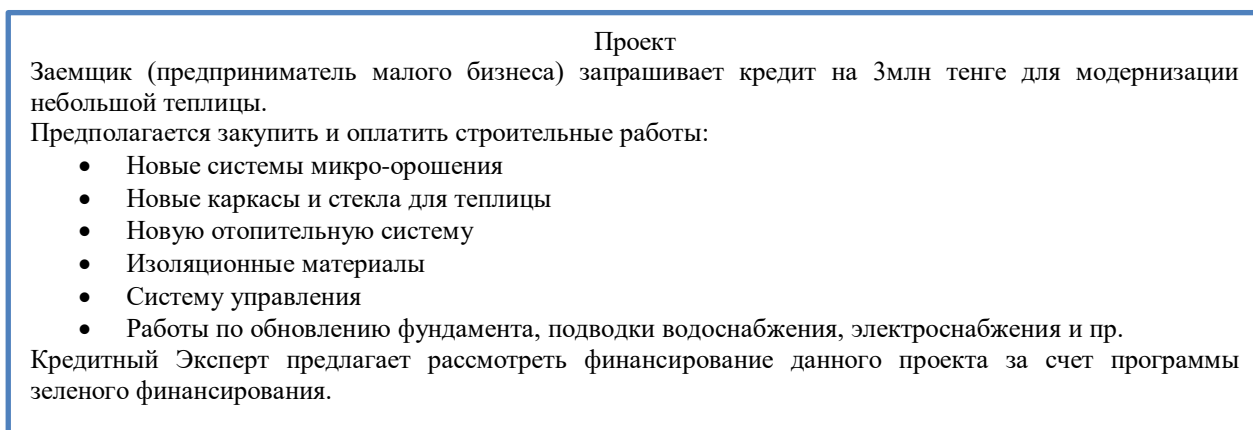 Проект
Заемщик (предприниматель малого бизнеса) запрашивает кредит на 3млн тенге для модернизации
небольшой теплицы.
Предполагается закупить и оплатить строительные работы:
• Новые системы микро-орошения
• Новые каркасы и стекла для теплицы
• Новую отопительную систему
• Изоляционные материалы
• Систему управления
• Работы по обновлению фундамента, подводки водоснабжения, электроснабжения и пр.
Кредитный Эксперт предлагает рассмотреть финансирование данного проекта за счет программы
зеленого финансирования.